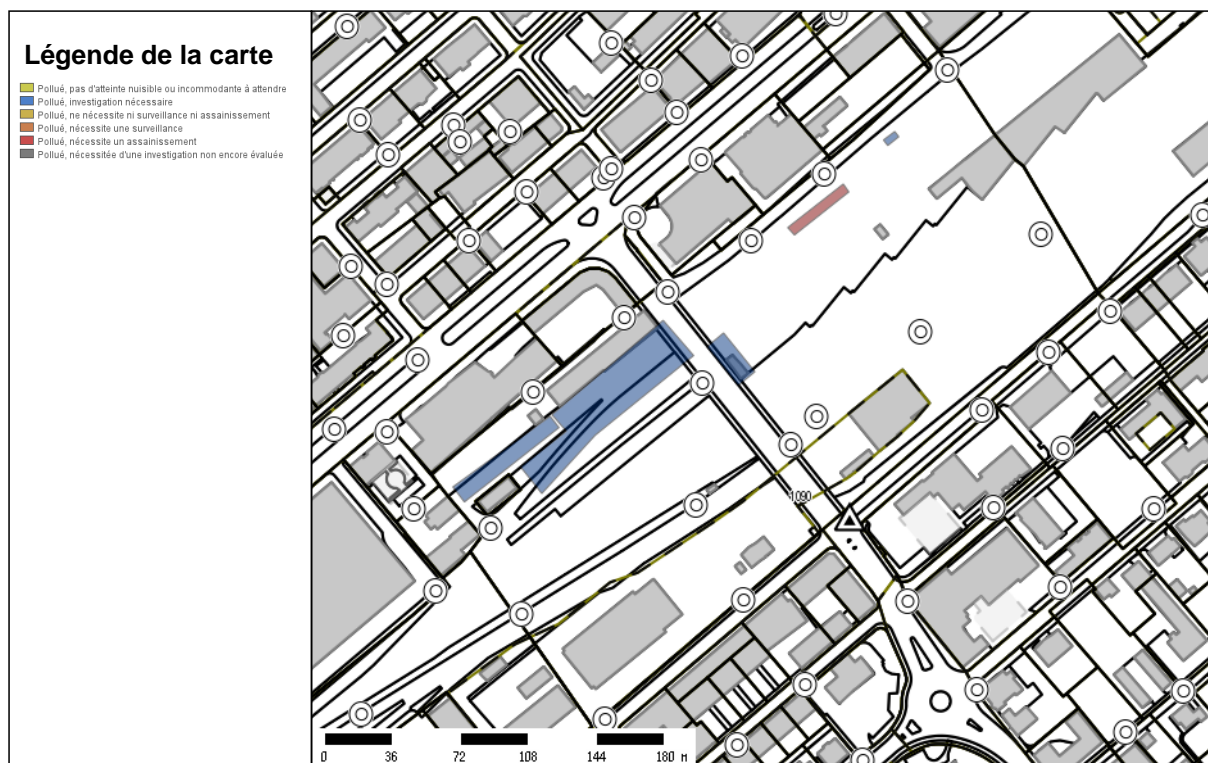 Légende de la carte
Pollué, pas d'atteinte nuisible ou incommodante à attendre
Pollué, investigation nécessaire
Pollué, ne nécessite ni surveillance ni assainissement
Pollué, nécessite une surveillance
Pollué, nécessite un assainissement
Pollué, nécessitée d'une investigation non encore évaluée
1090
0 36 72 108 144 180 M